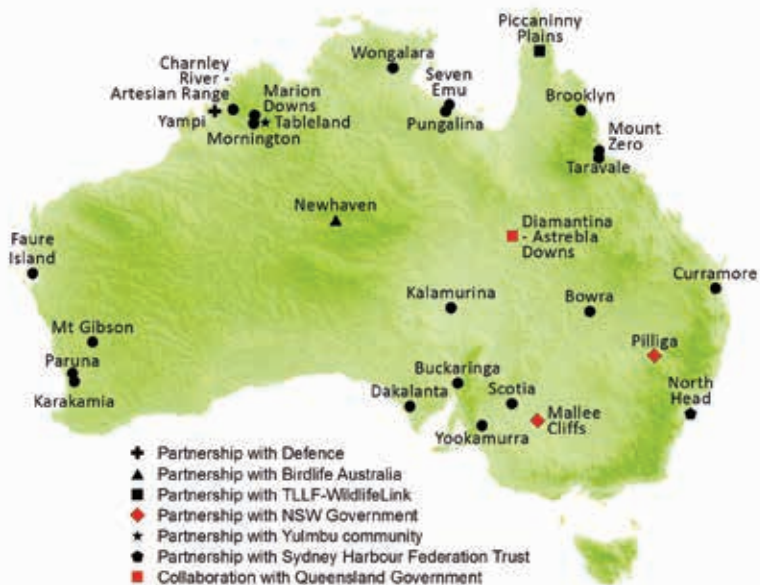 Piccaninny
Plains
Wongalara
Charnley
River -
Artesian Range
Marion
Downs
Seven
Emu
Brooklyn
Yampi
Tableland
Mornington
Pungalina
Mount
Zero
Taravale
Newhaven
Diamantina
- Astrebla
Downs
Faure
Island
Curramore
Kalamurina
Bowra
Mt Gibson
Pilliga
Paruna
Karakamia
Buckaringa
Dakalanta
Scotia
North
Head
Mallee
Cliffs
Yookamurra
Partnership with Defence
Partnership with Birdlife Australia
Partnership with TLLF-WildlifeLink
Partnership with NSW Government
Partnership with Yulmbu community
Partnership with Sydney Harbour Federation Trust
Collaboration with Queensland Government